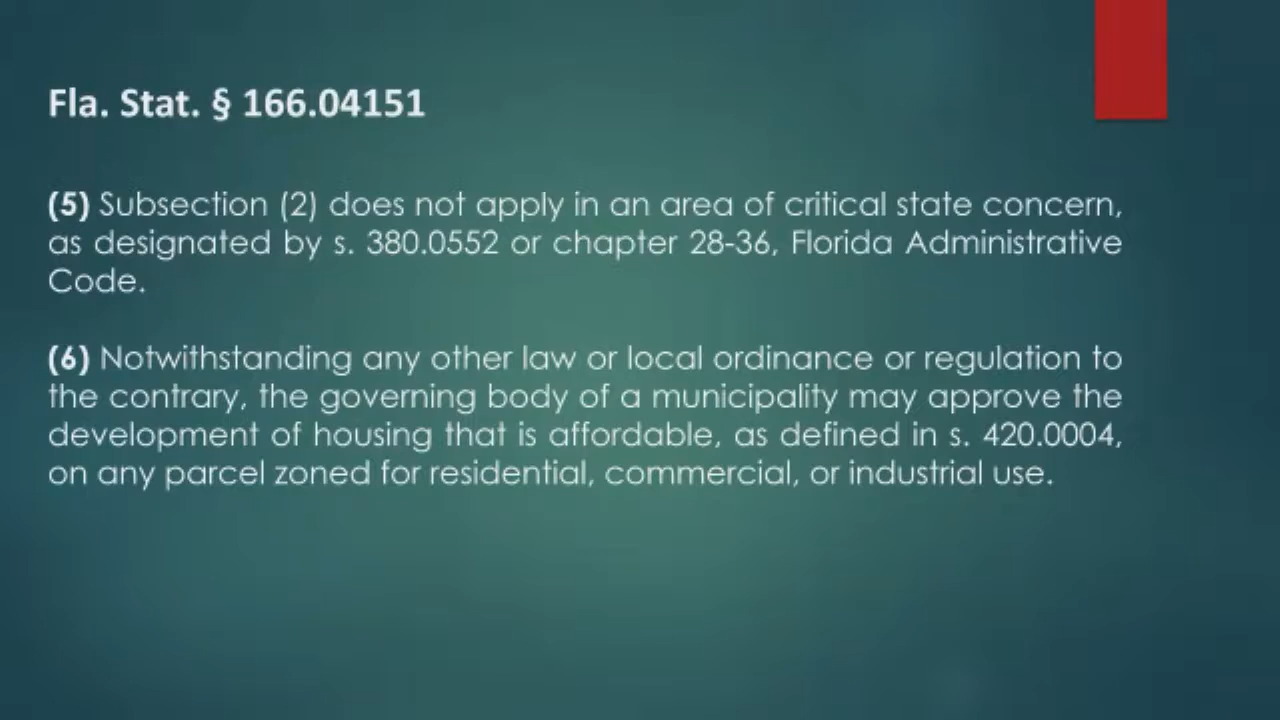 Fla. Stat. § 166.04151
(5) Subsection (2) does not apply in an area of critical state concern,
as designated by s. 380.0552 or chapter 28-36, Florida Administrative
Code.
(6) Notwithstanding any other law or local ordinance or regulation to
the contrary, the governing body of a municipality may approve the
development of housing that is affordable, as defined in s. 420.0004,
on any parcel zoned for residential, commercial, or industrial use.